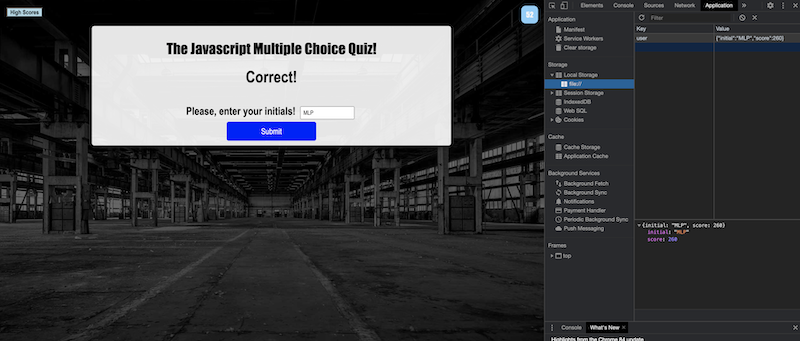 High Scores
52
The Javascript Multiple Choice Quiz!
Correct!
Please, enter your initials! MLP
Submit
Elements Console Sources Network Application
Application
Manifest
Service Workers
Clear storage
Storage
Local Storage
file://
Session Storage
IndexedDB
Web SQL
Cookies
Cache
Cache Storage
Application Cache
Background Services
Background Fetch
Background Sync
Notifications
Payment Handler
Periodic Background Sync
Push Messaging
Frames
top
Filter
Key Value
user {"initial":"MLP","score":260}
{initial: "MLP", score: 260}
initial: "MLP"
score: 260
Console What's New
Highlights from the Chrome 84 update